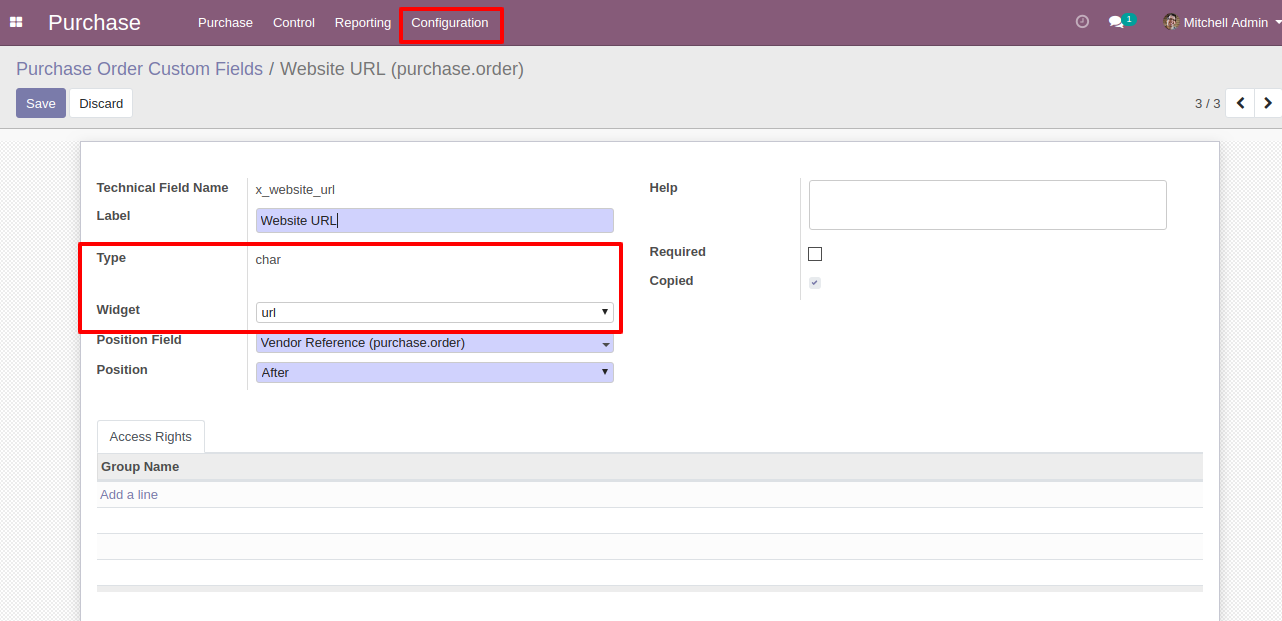 Purchase Purchase Control Reporting Configuration 1 Mitchell Admin
Purchase Order Custom Fields / Website URL (purchase.order)
Save Discard 3 / 3
Technical Field Name x_website_url Help
Label Website URL
Type char Required
Copied
Widget url
Position Field Vendor Reference (purchase.order)
Position After
Access Rights
Group Name
Add a line